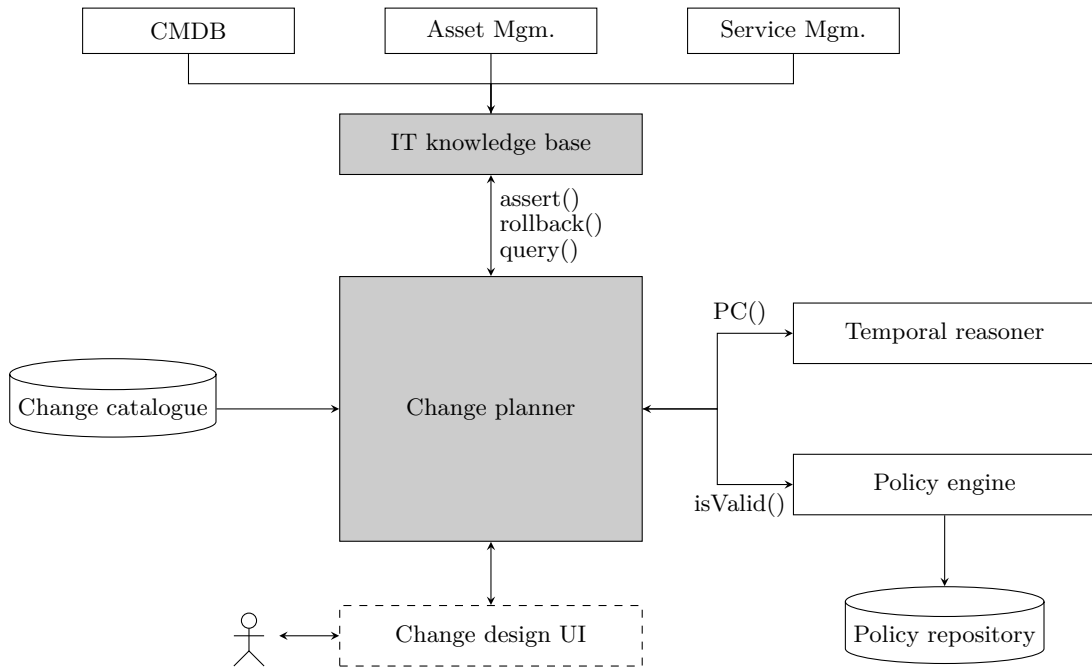 CMDB
Asset Mgm.
Service Mgm.
IT knowledge base
assert()
rollback()
query()
PC()
Temporal reasoner
Change catalogue
Change planner
Policy engine
isValid()
Change design UI
Policy repository